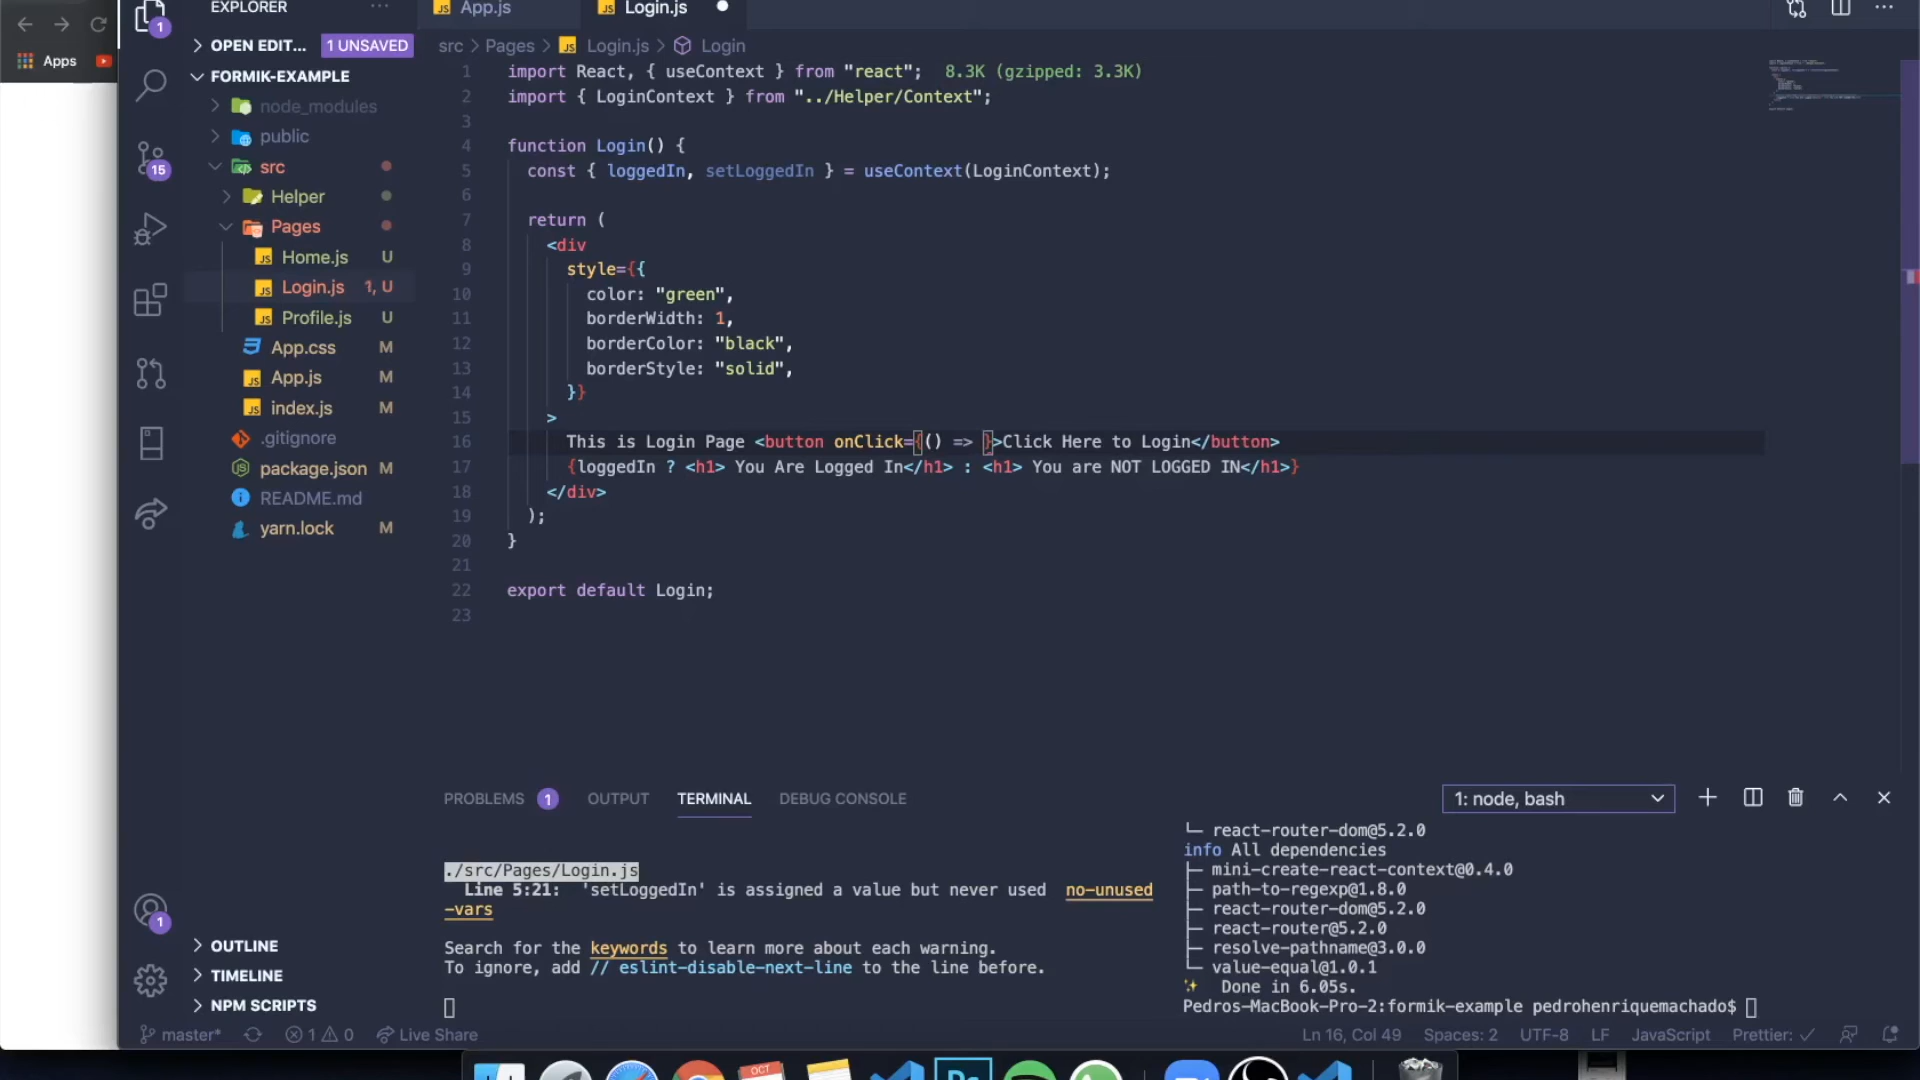 Apps
EXPLORER
1
OPEN EDIT... 1 UNSAVED
FORMIK-EXAMPLE
node_modules
public
src
Helper
Pages
Home.js U
Login.js 1, U
Profile.js U
App.css M
App.js M
index.js M
.gitignore
package.json M
README.md
yarn.lock M
15
1
OUTLINE
TIMELINE
NPM SCRIPTS
App.js
Login.js
src > Pages > Login.js > Login
1 import React, { useContext } from "react"; 8.3K (gzipped: 3.3K)
2 import { LoginContext } from "../Helper/Context";
3
4 function Login() {
5 const { loggedIn, setLoggedIn } = useContext(LoginContext);
6
7 return (
8 <div
9 style={{
10 color: "green",
11 borderWidth: 1,
12 borderColor: "black",
13 borderStyle: "solid",
14 }}
15 >
16 This is Login Page <button onClick={() => }>Click Here to Login</button>
17 {loggedIn ? <h1> You Are Logged In</h1> : <h1> You are NOT LOGGED IN</h1>}
18 </div>
19 );
20 }
21
22 export default Login;
23
PROBLEMS 1 OUTPUT TERMINAL DEBUG CONSOLE
1: node, bash
./src/Pages/Login.js
Line 5:21: 'setLoggedIn' is assigned a value but never used no-unused
-vars
Search for the keywords to learn more about each warning.
To ignore, add // eslint-disable-next-line to the line before.
└─ react-router-dom@5.2.0
info All dependencies
├─ mini-create-react-context@0.4.0
├─ path-to-regexp@1.8.0
├─ react-router-dom@5.2.0
├─ react-router@5.2.0
├─ resolve-pathname@3.0.0
└─ value-equal@1.0.1
✨ Done in 6.05s.
Pedros-MacBook-Pro-2:formik-example pedrohenriquemachado$
master* 1 0 Live Share
Ln 16, Col 49 Spaces: 2 UTF-8 LF JavaScript Prettier: ✓
OCT
Ps